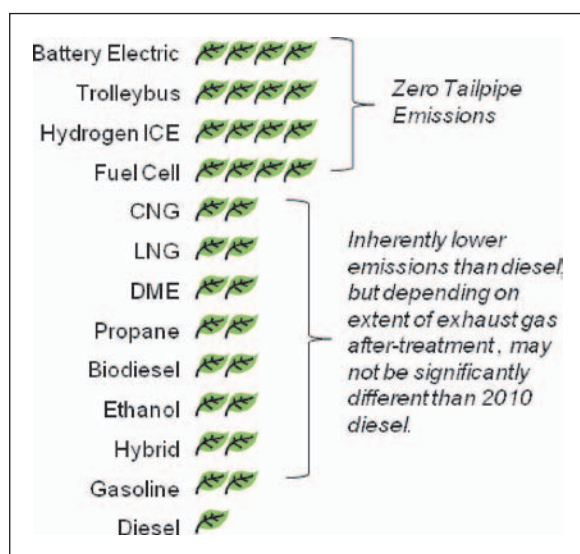 Battery Electric
Trolleybus
Hydrogen ICE
Fuel Cell
Zero Tailpipe
Emissions
CNG
LNG
DME
Propane
Biodiesel
Ethanol
Hybrid
Gasoline
Diesel
Inherently lower
emissions than diesel,
but depending on
extent of exhaust gas
after-treatment, may
not be significantly
different than 2010
diesel.